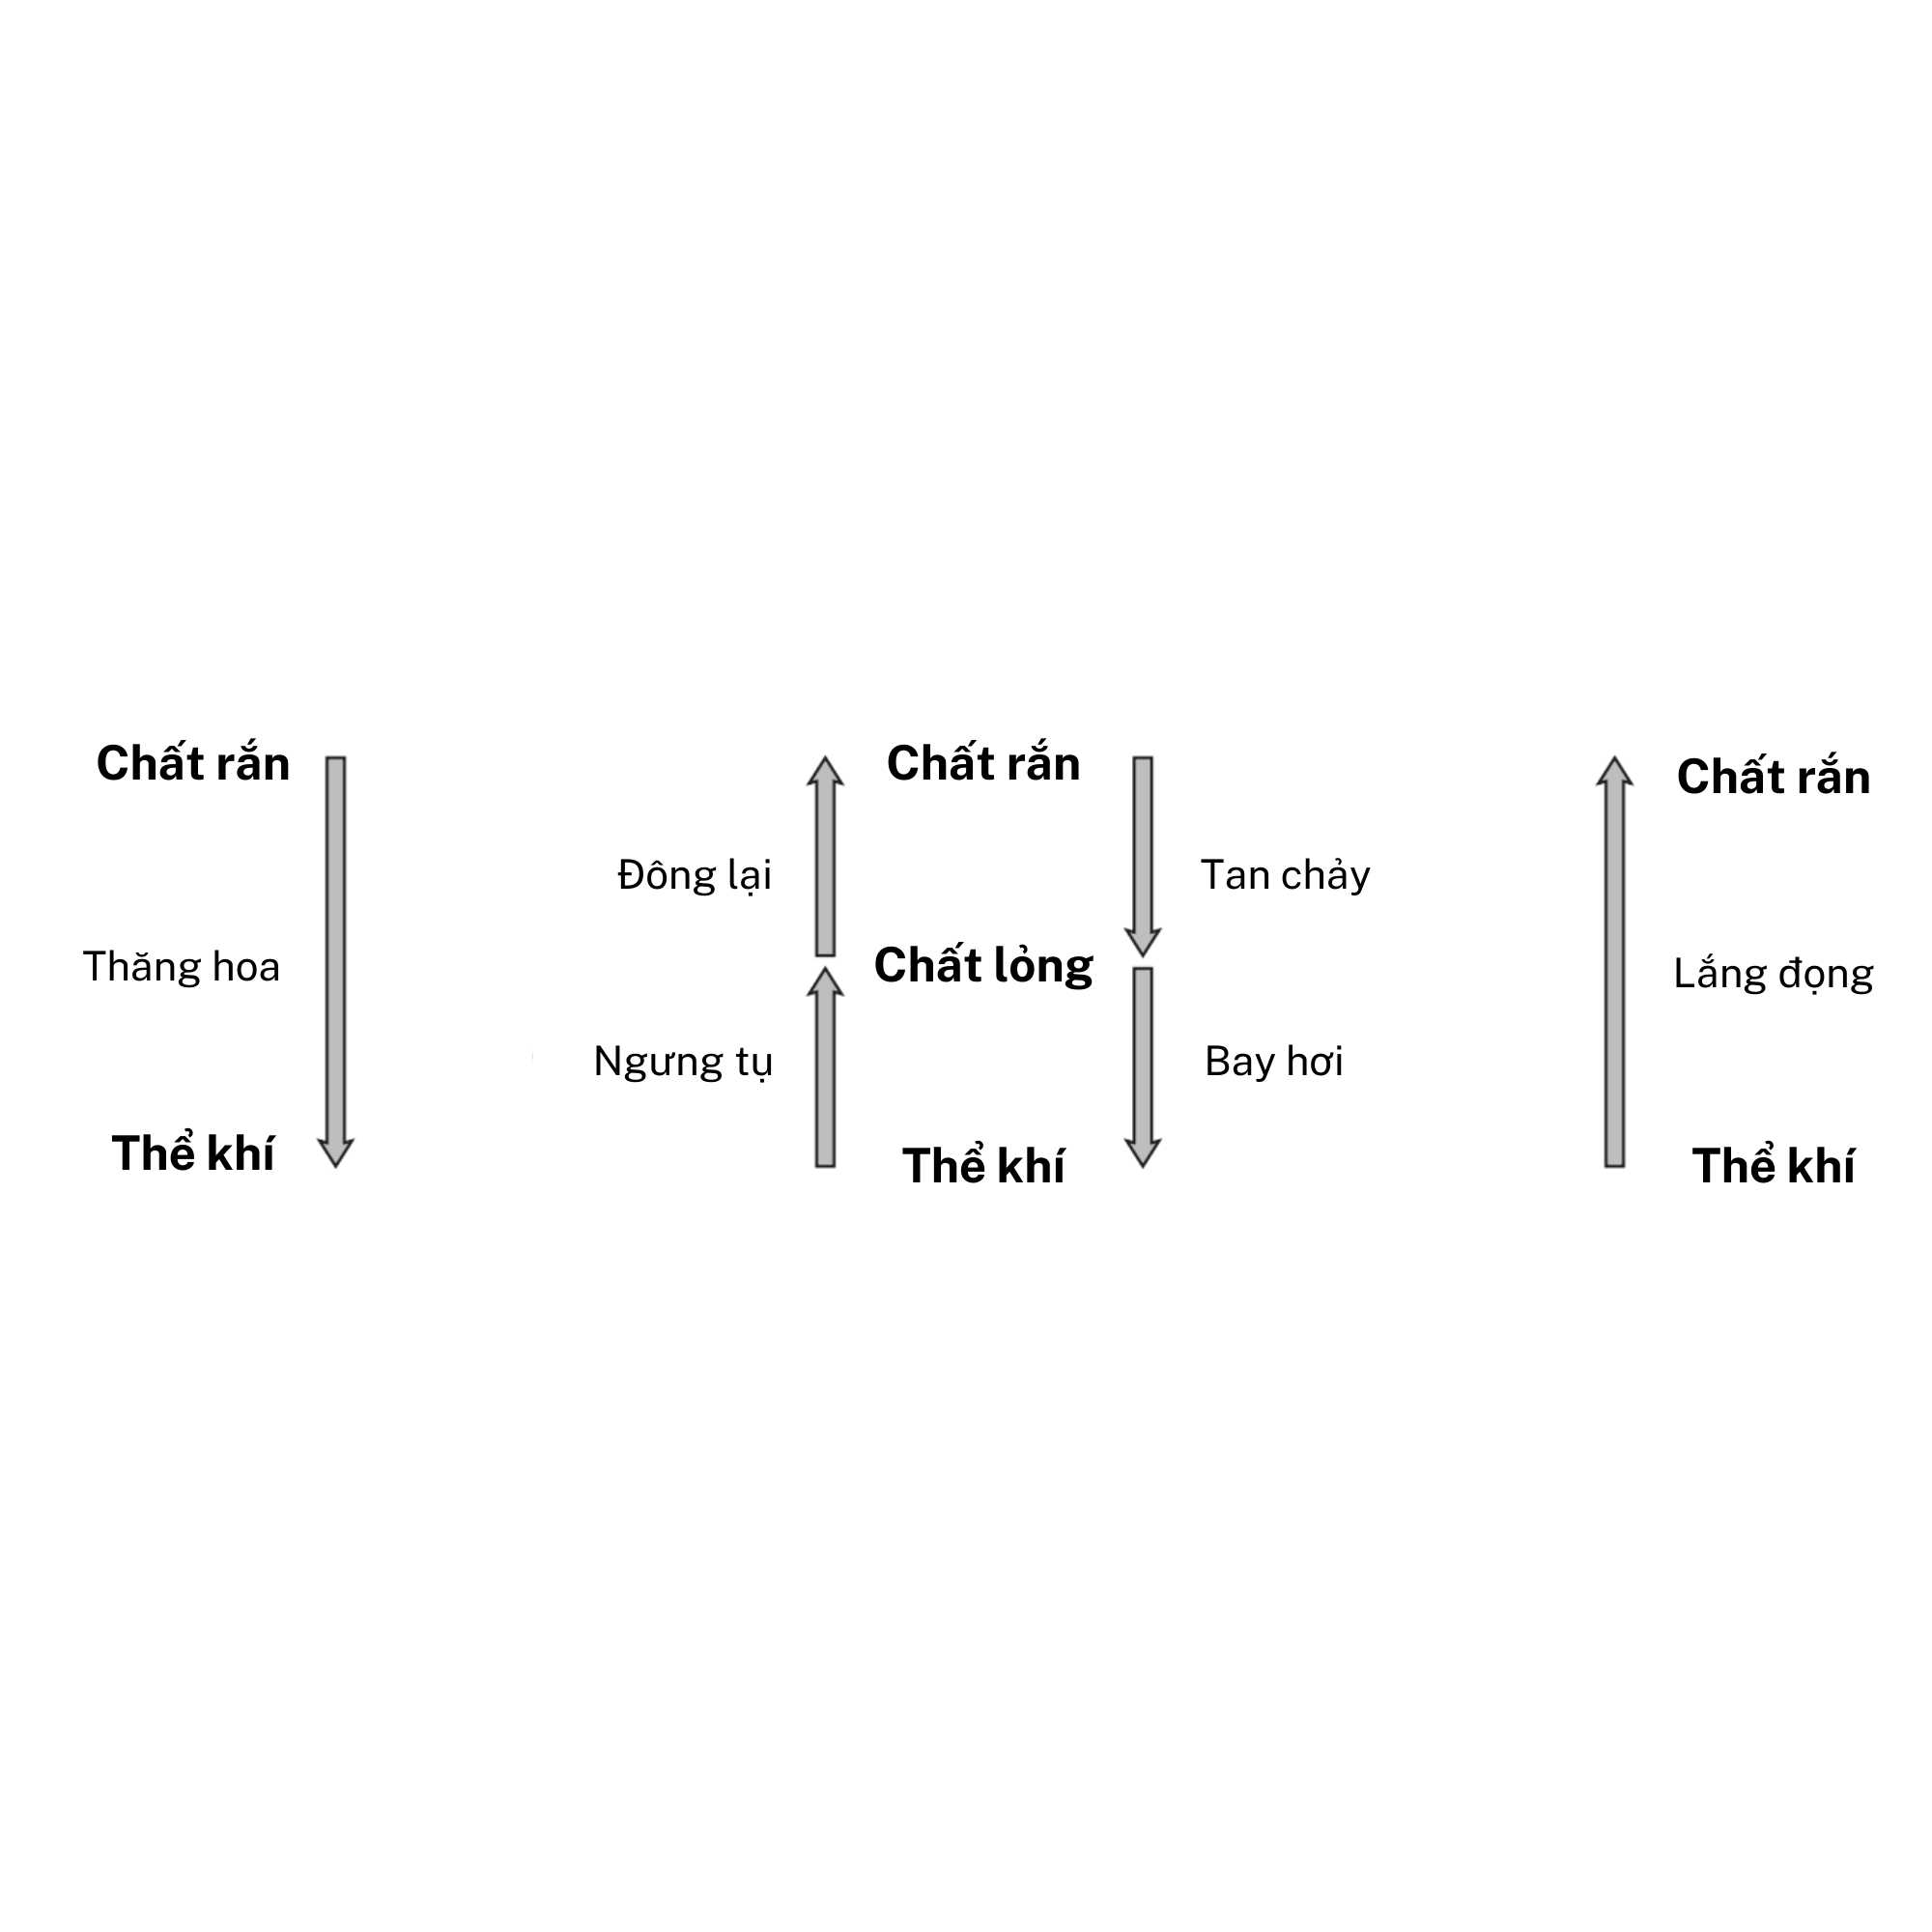 Chất rắn
Thăng hoa
Thể khí
Chất rắn
Đông lại
Tan chảy
Chất lỏng
Ngưng tụ
Bay hơi
Thể khí
Chất rắn
Lắng đọng
Thể khí